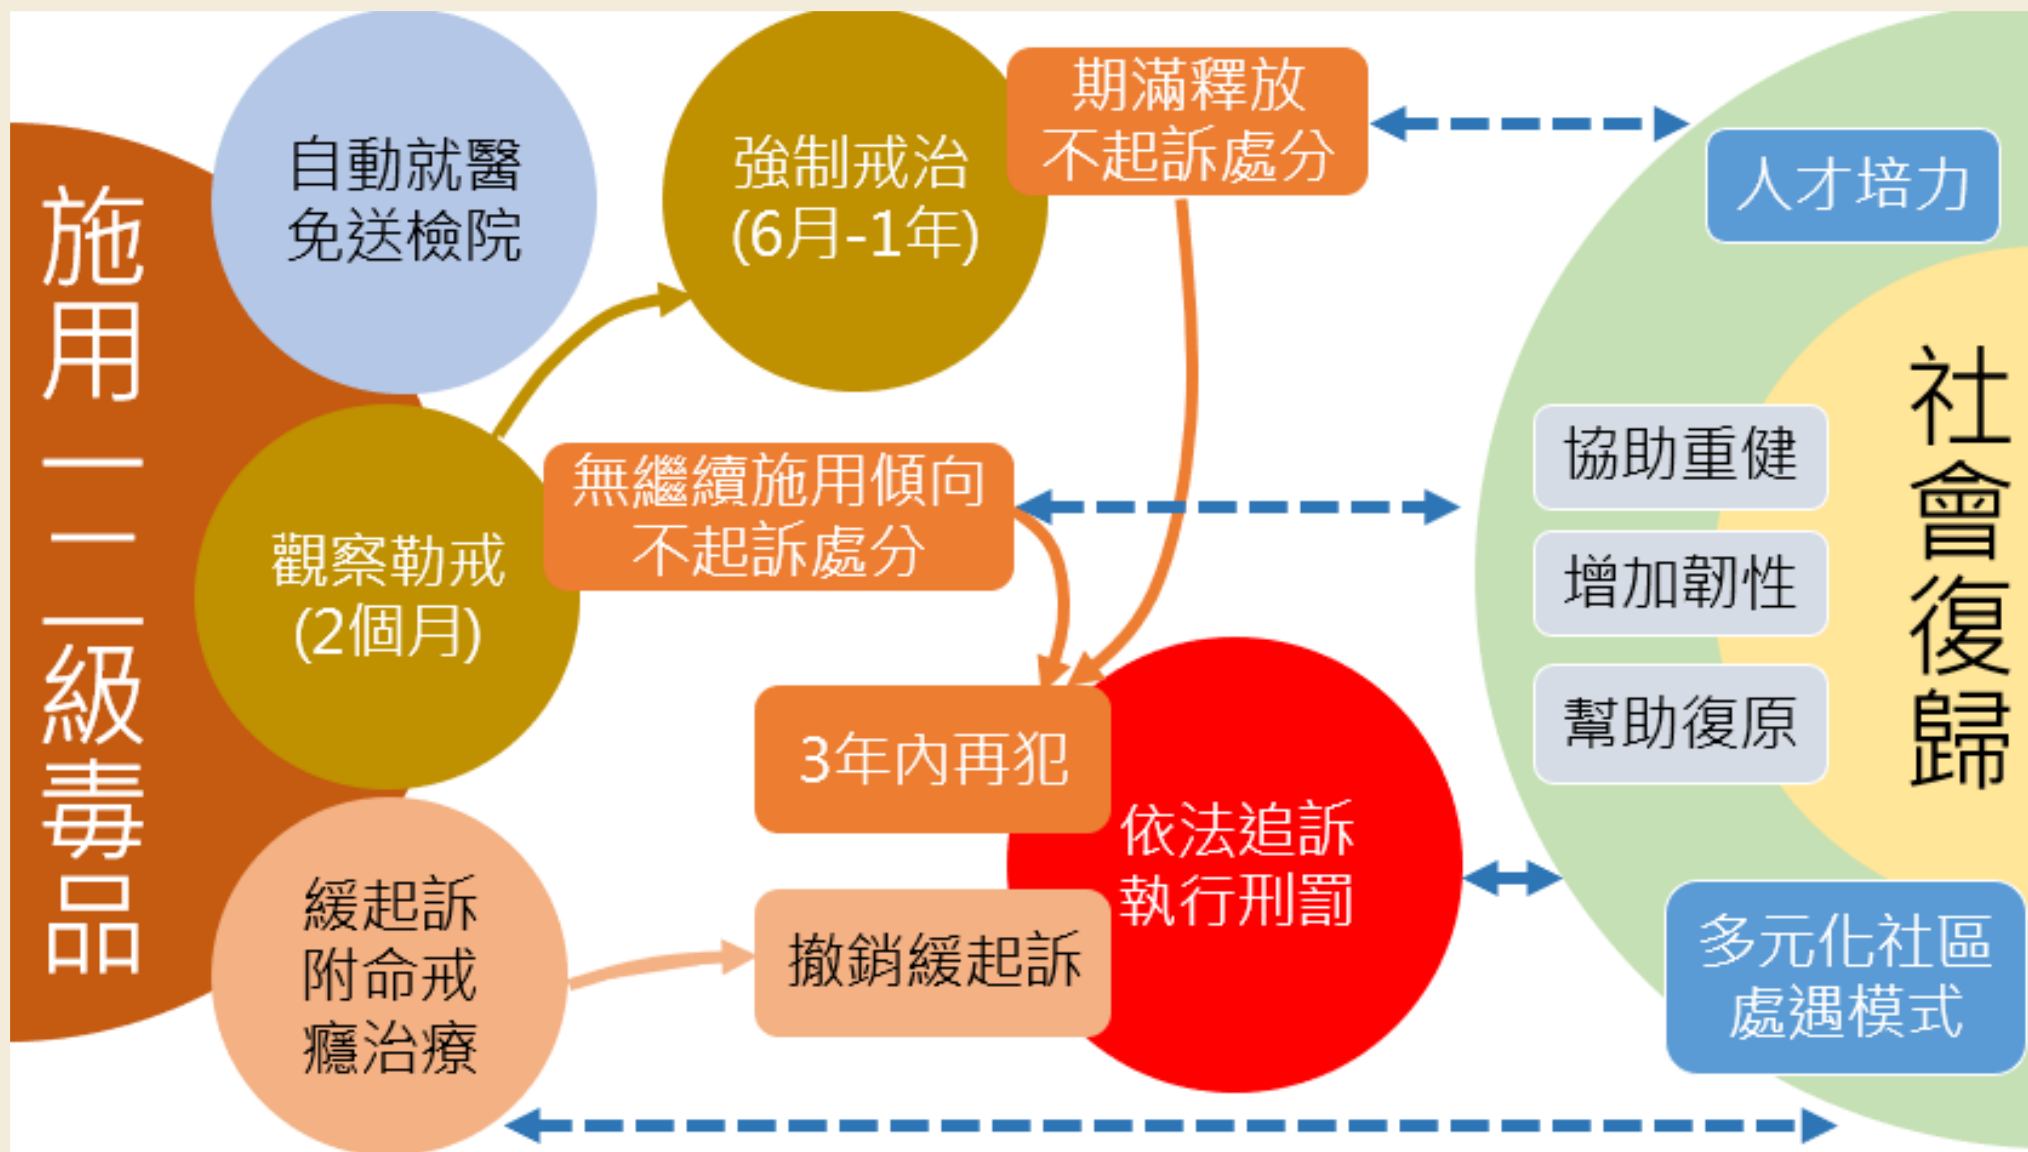 施用一二級毒品
自動就醫
免送檢院
強制戒治
(6月-1年)
期滿釋放
不起訴處分
人才培力
觀察勒戒
(2個月)
無繼續施用傾向
不起訴處分
協助重健
增加韌性
幫助復原
社會復歸
3年內再犯
依法追訴
執行刑罰
緩起訴
附命戒
癮治療
撤銷緩起訴
多元化社區
處遇模式